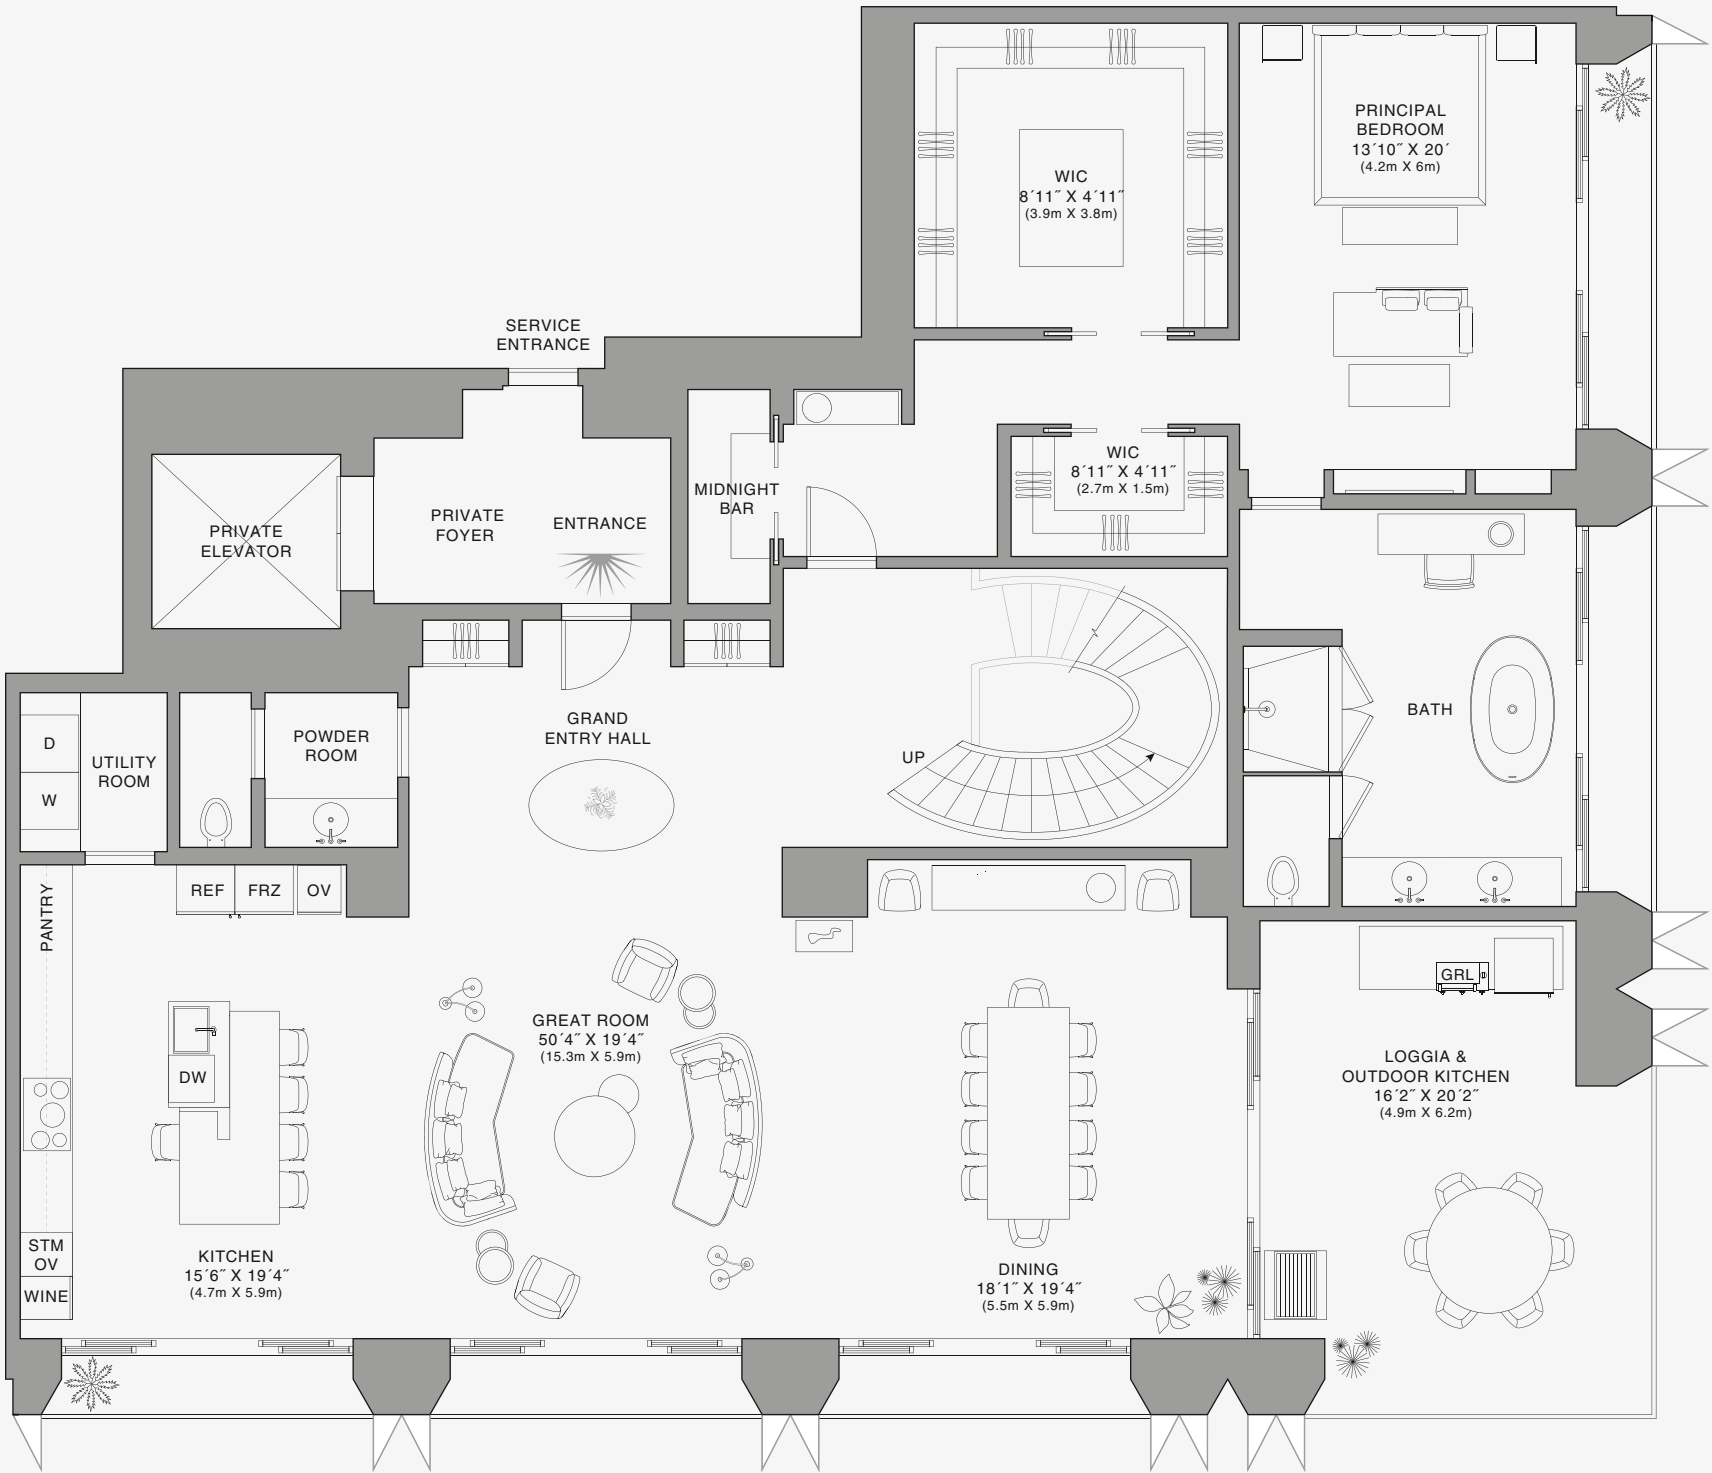 PRINCIPAL
BEDROOM
13´10˝ X 20´
(4.2m X 6m)
WIC
8´11˝ X 4´11˝
(3.9m X 3.8m)
SERVICE
ENTRANCE
WIC
8´11˝ X 4´11˝
(2.7m X 1.5m)
MIDNIGHT
BAR
PRIVATE
ELEVATOR
PRIVATE
FOYER
ENTRANCE
BATH
GRAND
ENTRY HALL
UP
POWDER
ROOM
D
W
UTILITY
ROOM
PANTRY
REF
FRZ
OV
GRL
GREAT ROOM
50´4˝ X 19´4˝
(15.3m X 5.9m)
DW
LOGGIA &
OUTDOOR KITCHEN
16´2˝ X 20´2˝
(4.9m X 6.2m)
STM
OV
WINE
KITCHEN
15´6˝ X 19´4˝
(4.7m X 5.9m)
DINING
18´1˝ X 19´4˝
(5.5m X 5.9m)